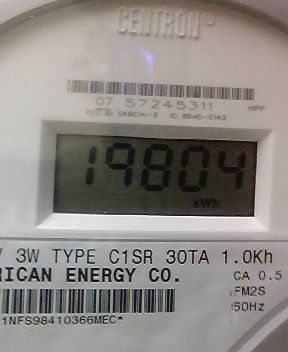 CENTRON®
07 57245311
19804
kWh
3W TYPE C1SR 30TA 1.0Kh
RICAN ENERGY CO.
CA 0.5
FM2S
60Hz
1NFS98410366MEC*